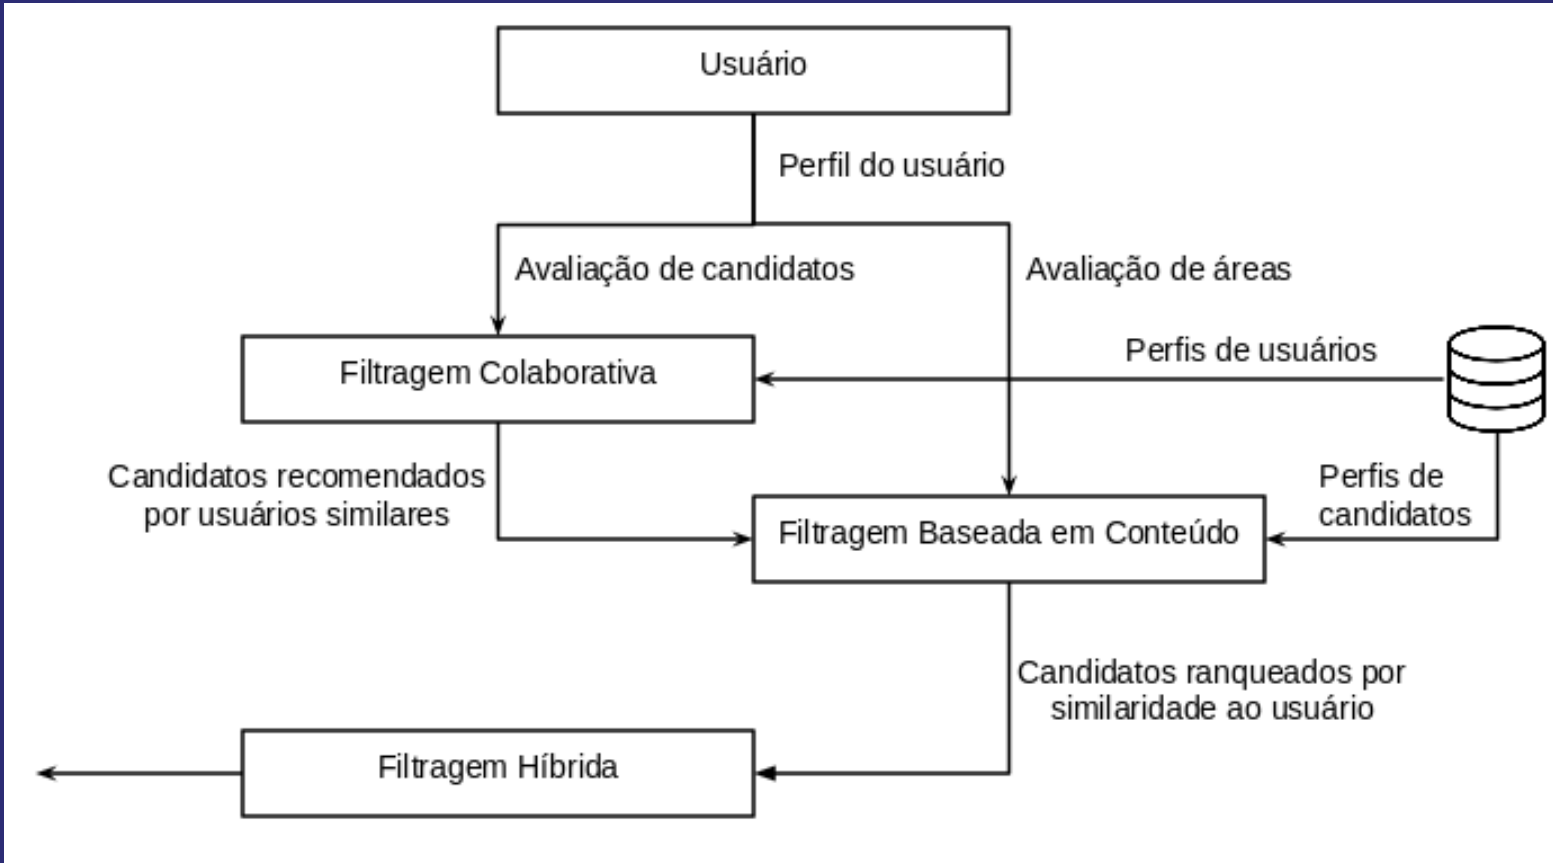 Usuário
Perfil do usuário
Avaliação de candidatos
Avaliação de áreas
Perfis de usuários
Filtragem Colaborativa
Candidatos recomendados
por usuários similares
Perfis de
candidatos
Filtragem Baseada em Conteúdo
Candidatos ranqueados por
similaridade ao usuário
Filtragem Híbrida